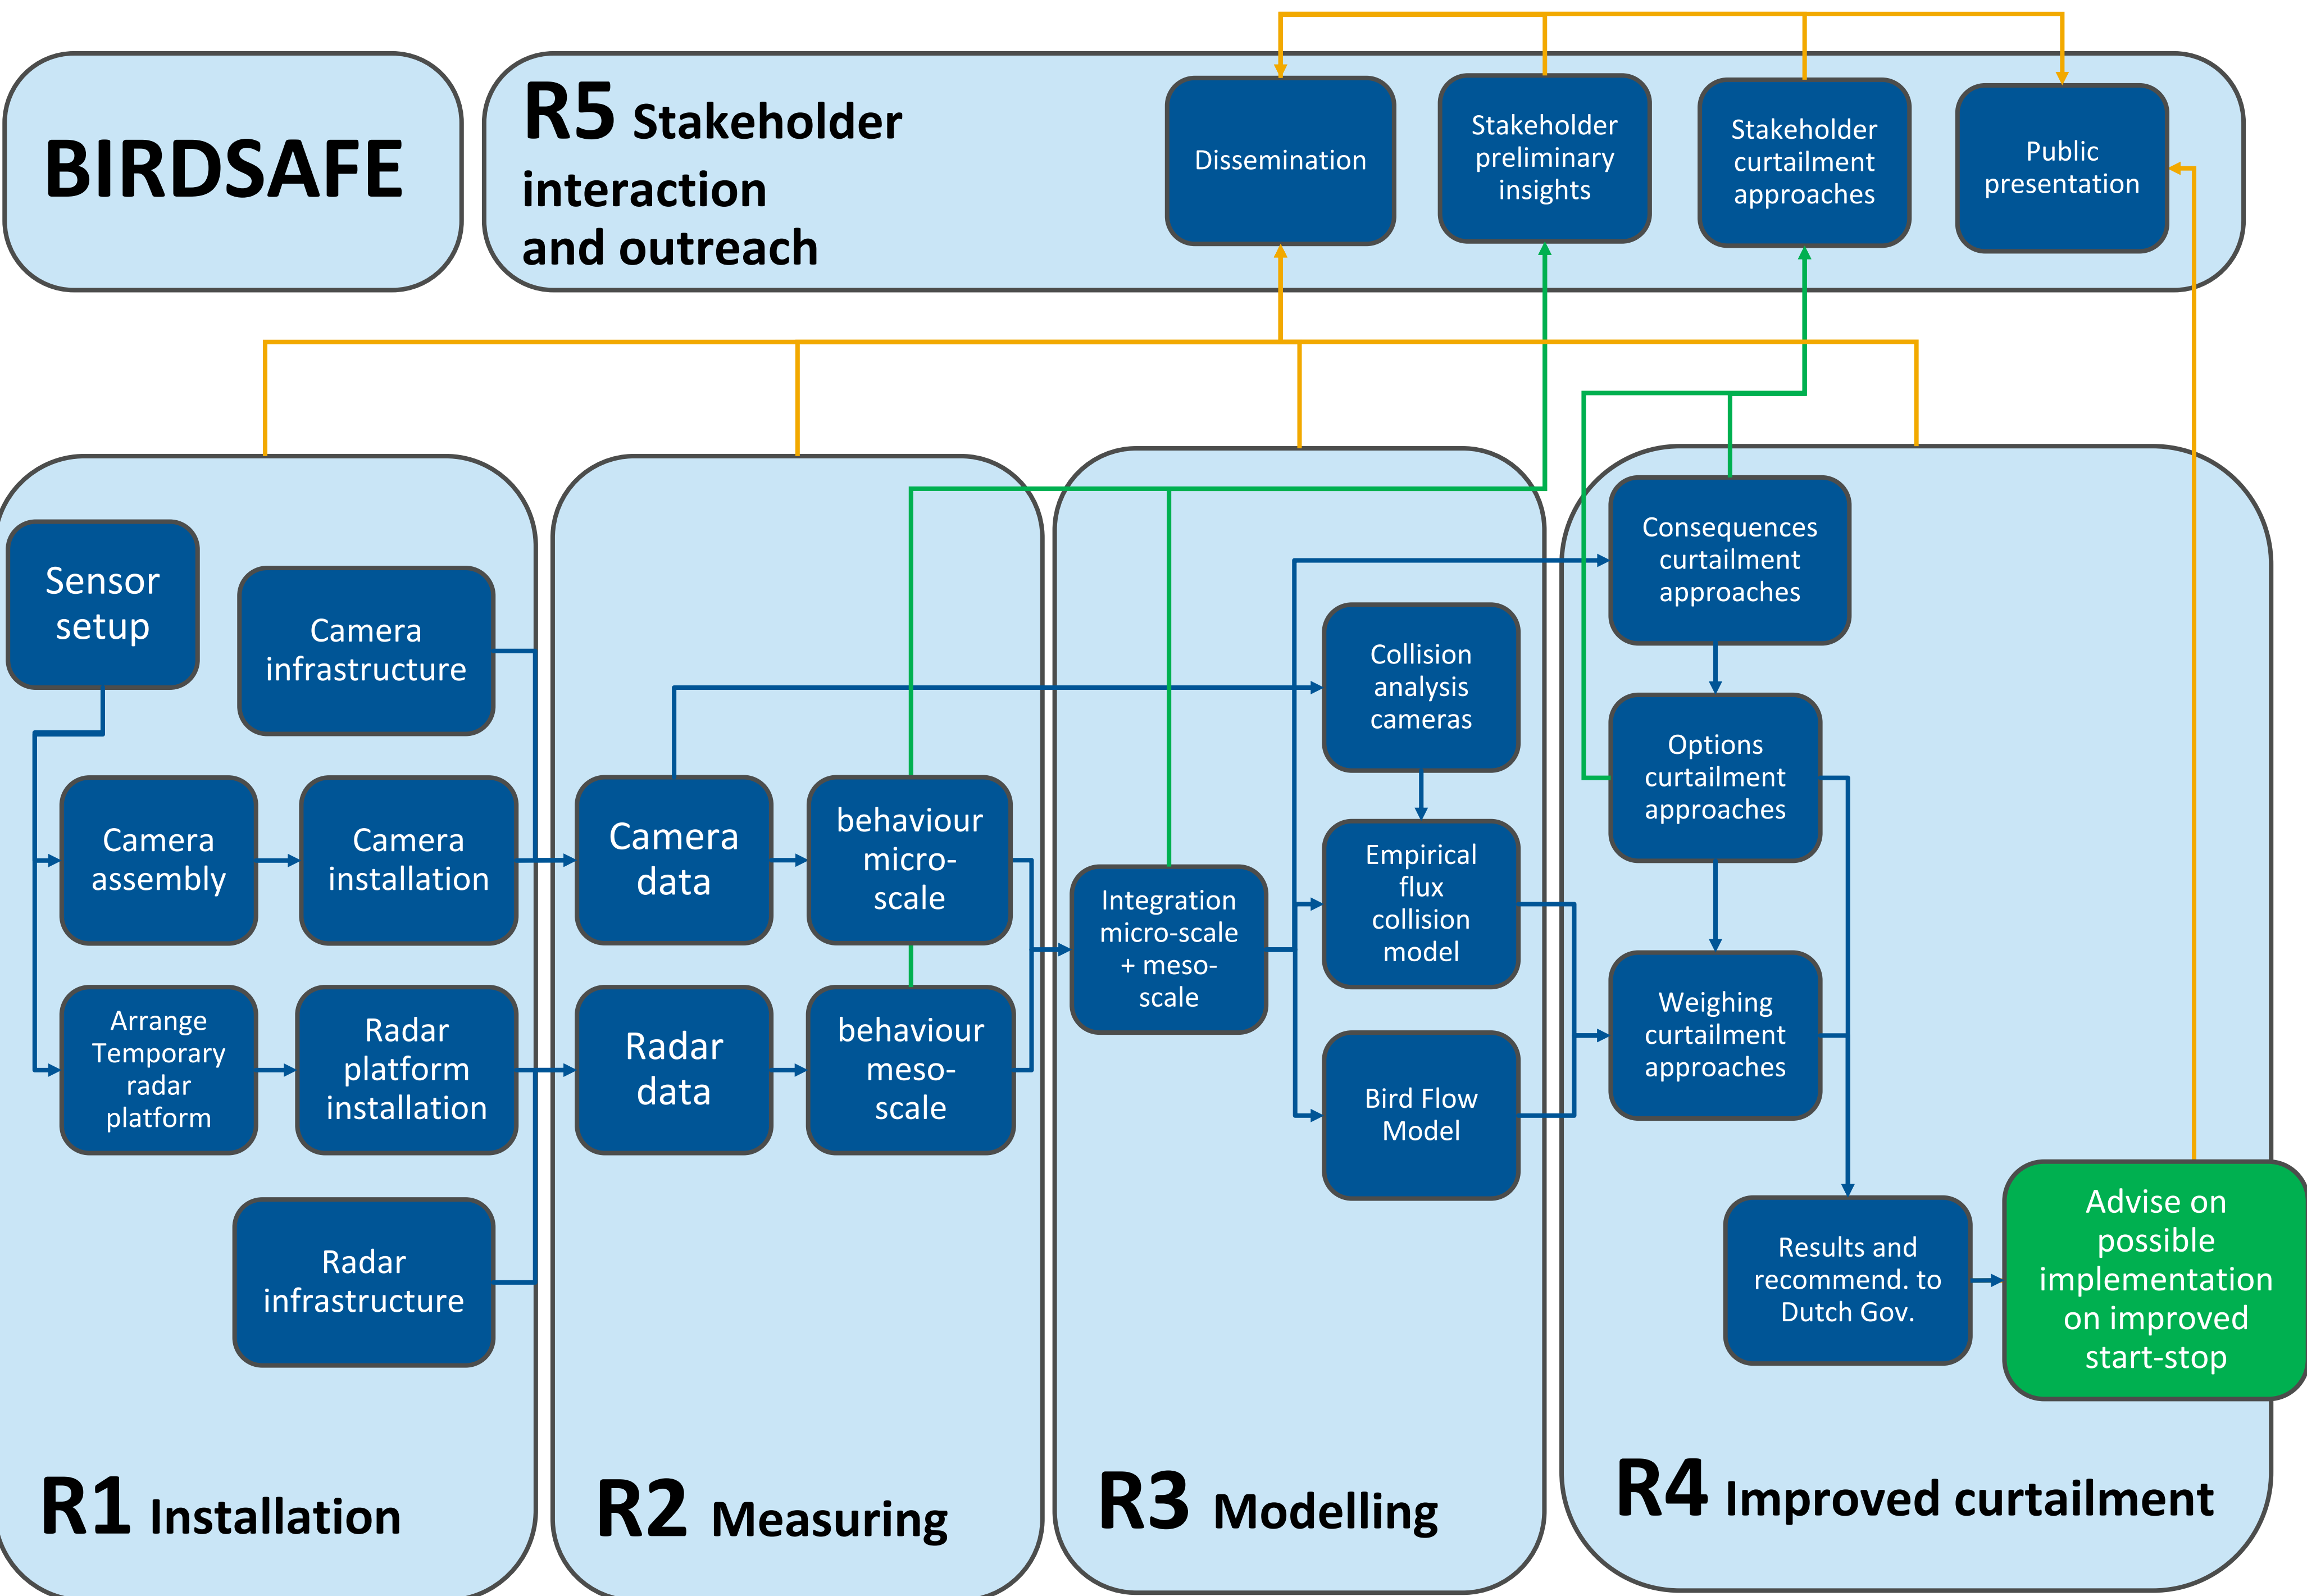 BIRDSAFE
R5 Stakeholder
interaction
and outreach
Dissemination
Stakeholder
preliminary
insights
Stakeholder
curtailment
approaches
Public
presentation
Sensor
setup
Camera
infrastructure
Camera
assembly
Camera
installation
Arrange
Temporary
radar
platform
Radar
platform
installation
Radar
infrastructure
R1 Installation
Camera
data
behaviour
micro-
scale
Radar
data
behaviour
meso-
scale
R2 Measuring
Integration
micro-scale
+ meso-
scale
Collision
analysis
cameras
Empirical
flux
collision
model
Bird Flow
Model
R3 Modelling
Consequences
curtailment
approaches
Options
curtailment
approaches
Weighing
curtailment
approaches
Results and
recommend. to
Dutch Gov.
Advise on
possible
implementation
on improved
start-stop
R4 Improved curtailment